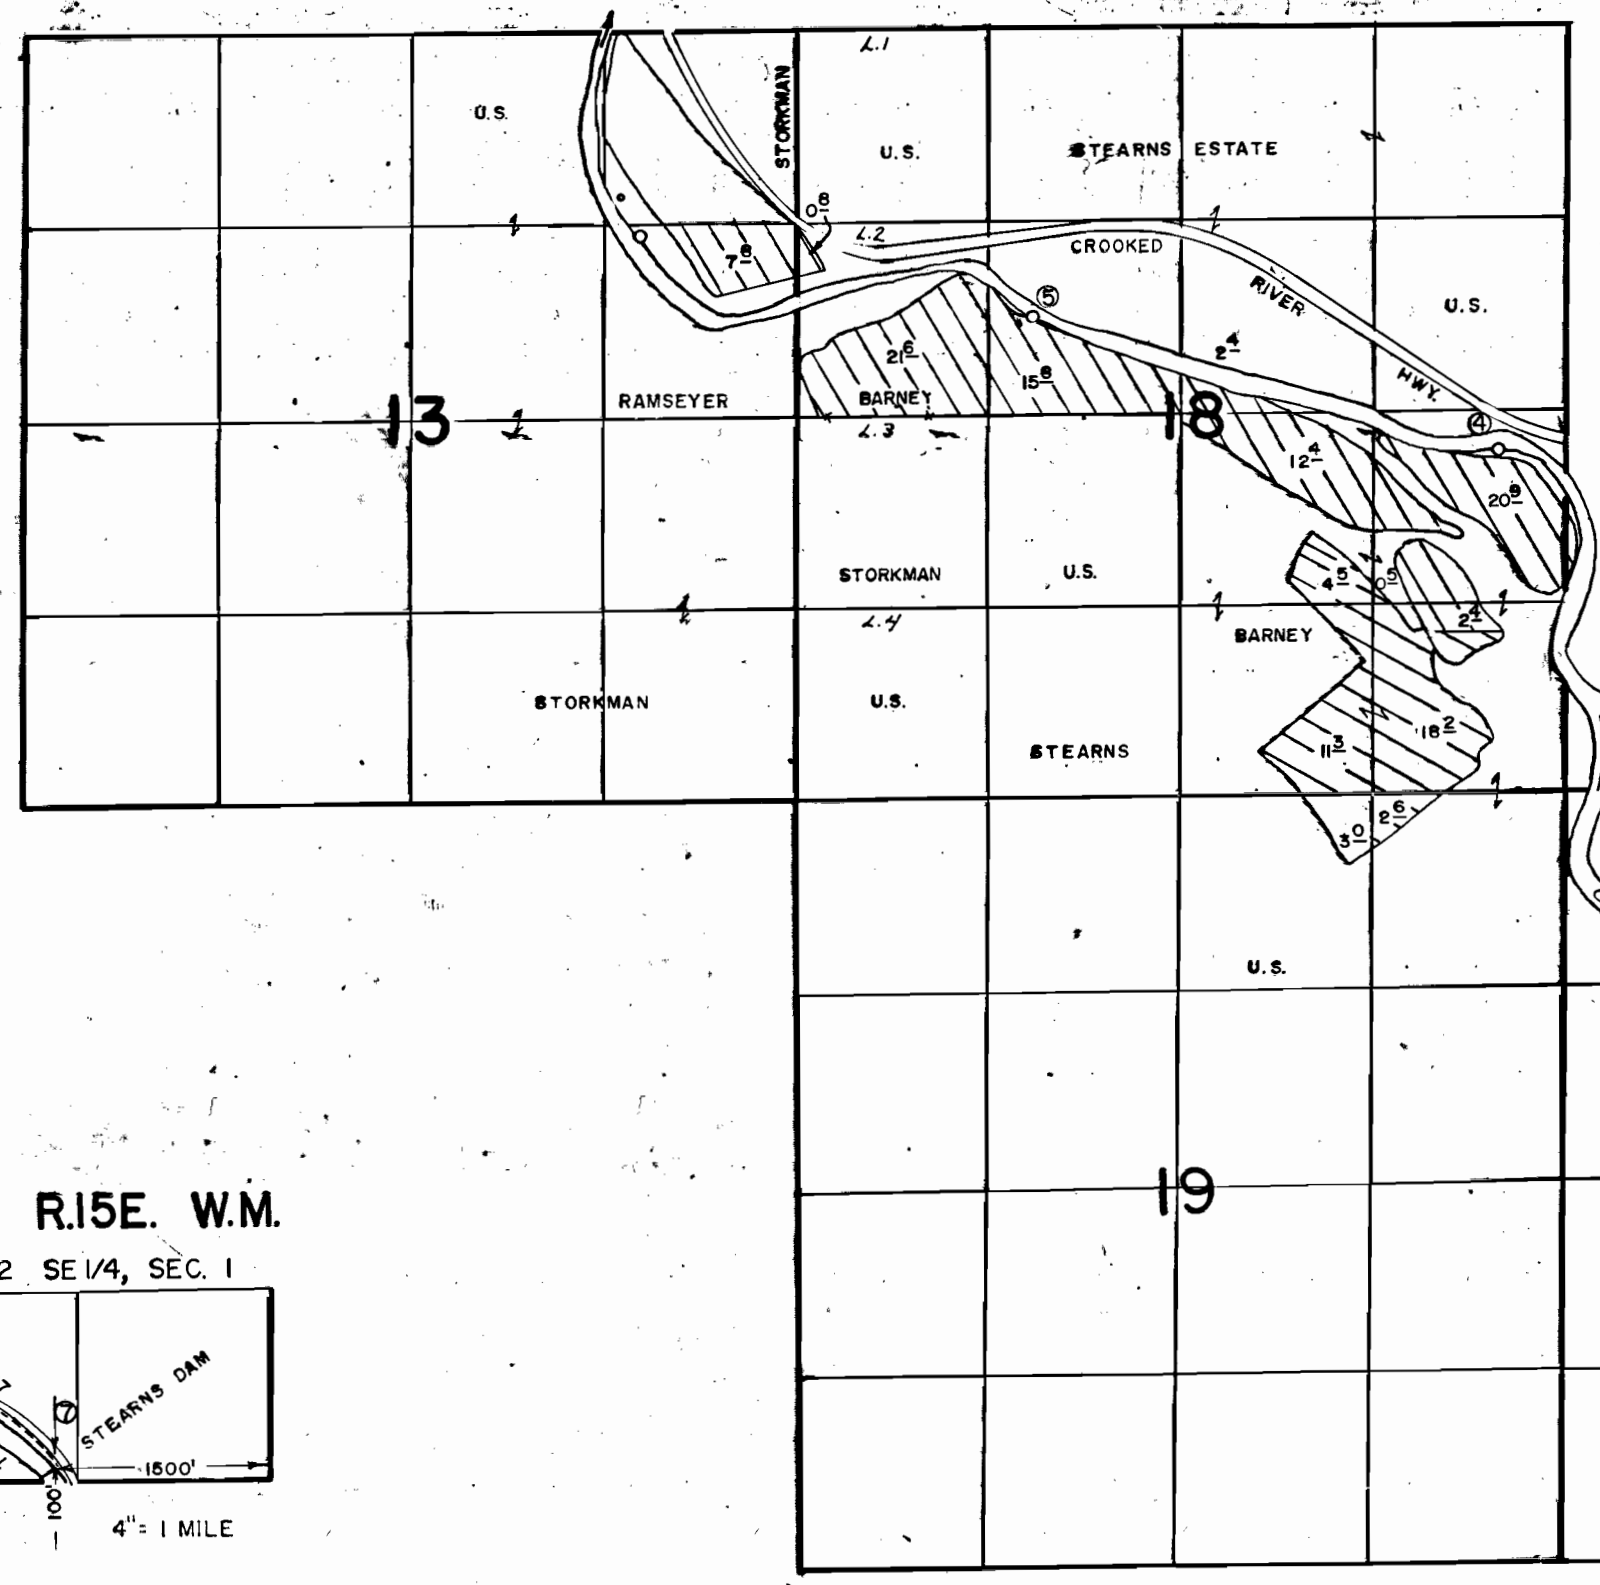 L.1
U.S.
STORKMAN
U.S.
STEARNS ESTATE
0 8
L.2
CROOKED
7 8
RIVER
U.S.
5
21 6
2 4
15 8
HWY.
RAMSEYER
BARNEY
13
18
4
L.3
12 4
20 9
STORKMAN
U.S.
4 5
0 5
L.4
2 4
BARNEY
STORKMAN
U.S.
18 2
STEARNS
11 3
2 6
3 0
U.S.
19
R.15E. W.M.
2 SE 1/4, SEC. 1
STEARNS DAM
7
1500'
100'
4"= 1 MILE